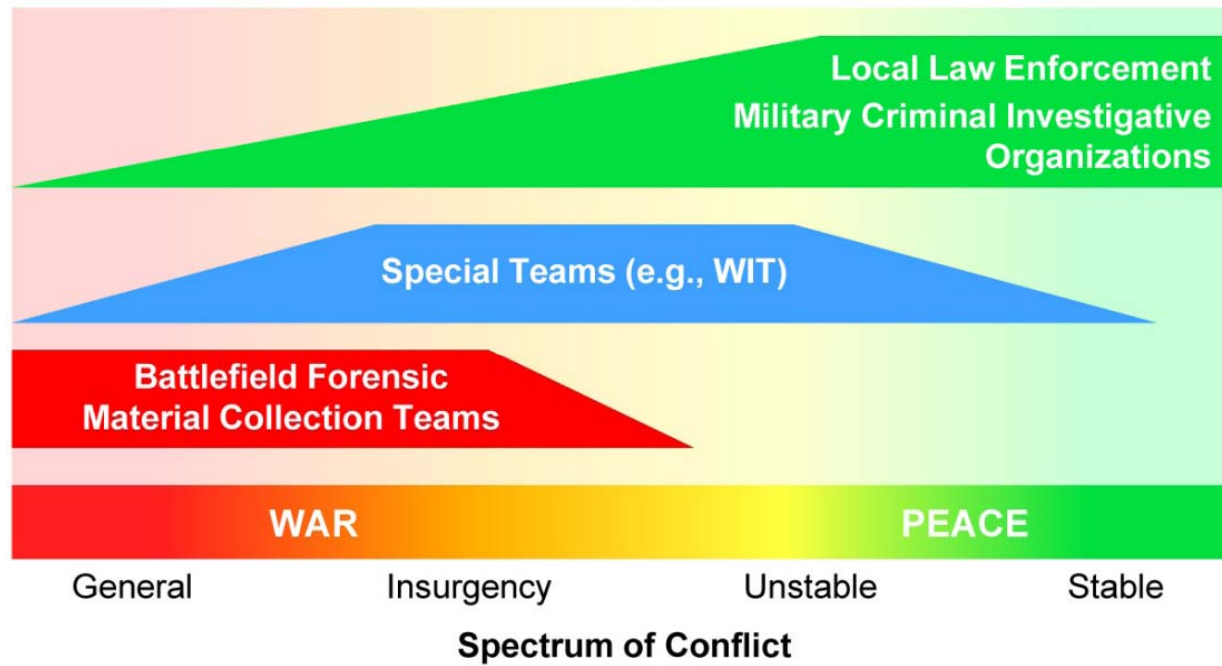 Local Law Enforcement
Military Criminal Investigative
Organizations
Special Teams (e.g., WIT)
Battlefield Forensic
Material Collection Teams
WAR PEACE
General Insurgency Unstable Stable
Spectrum of Conflict